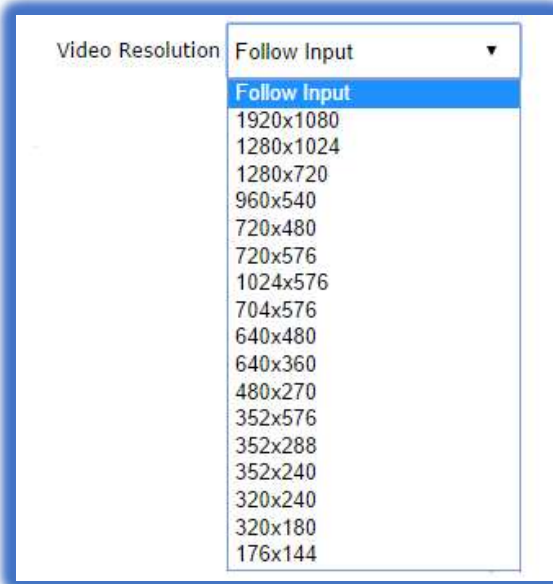 Video Resolution Follow Input ▼
Follow Input
1920x1080
1280x1024
1280x720
960x540
720x480
720x576
1024x576
704x576
640x480
640x360
480x270
352x576
352x288
352x240
320x240
320x180
176x144